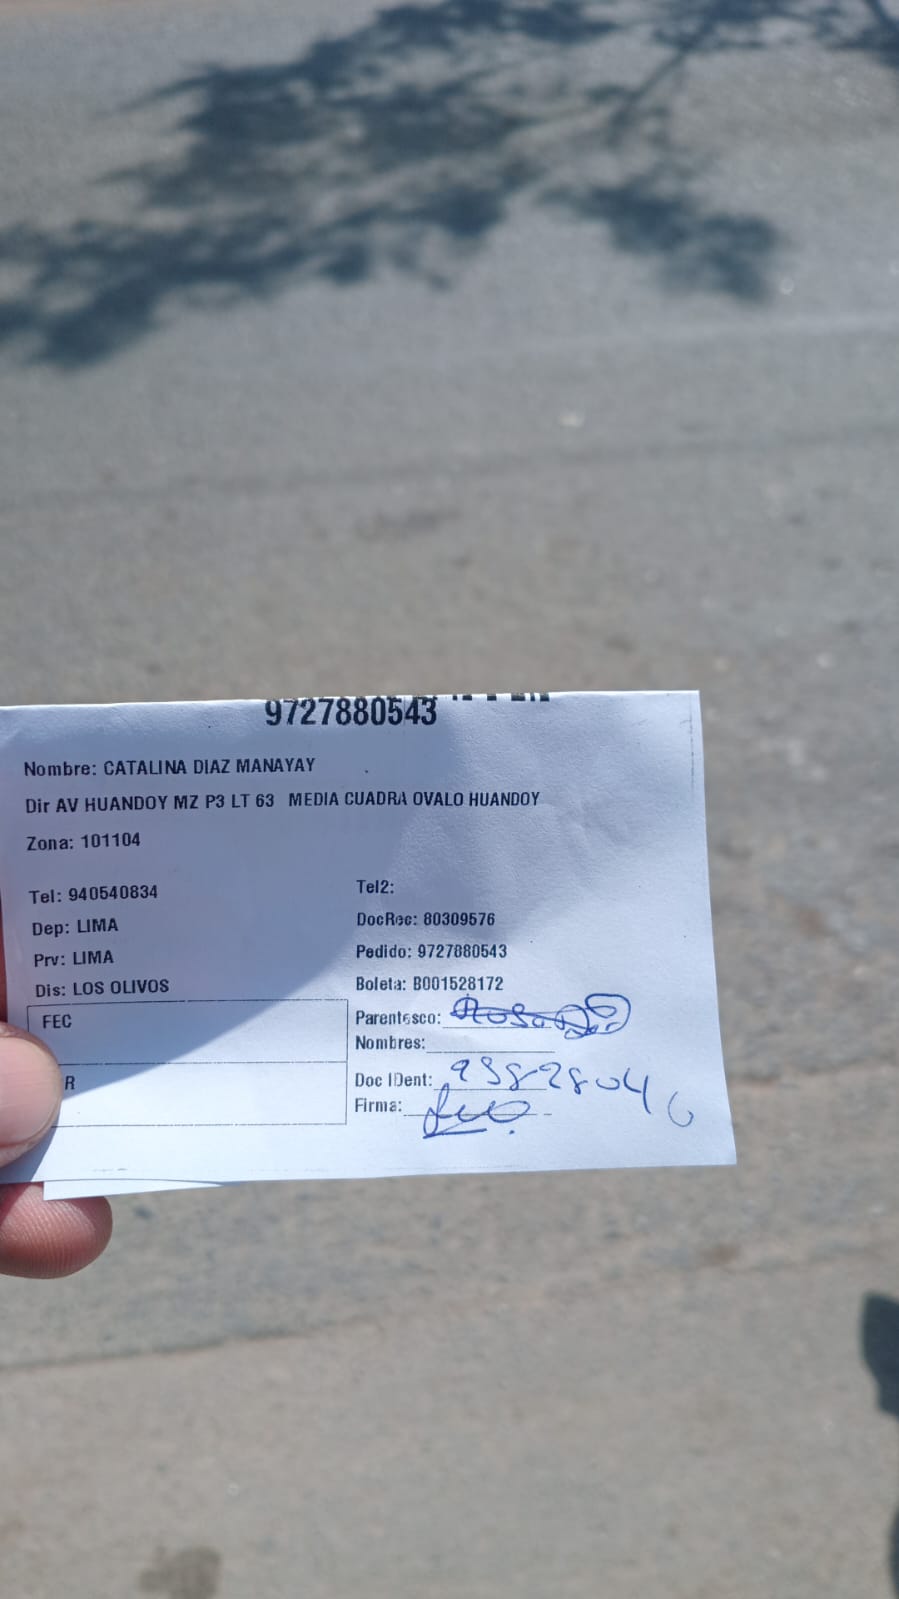 9727880543
Nombre: CATALINA DIAZ MANAYAY
Dir AV HUANDOY MZ P3 LT 63 MEDIA CUADRA OVALO HUANDOY
Zona: 101104
Tel: 940540834
Tel2:
Dep: LIMA
DocRec: 80309576
Prv: LIMA
Pedido: 9727880543
Dis: LOS OLIVOS
Boleta: B001528172
FEC
Parentesco:
Nombres:
R
Doc IDent:
Firma: